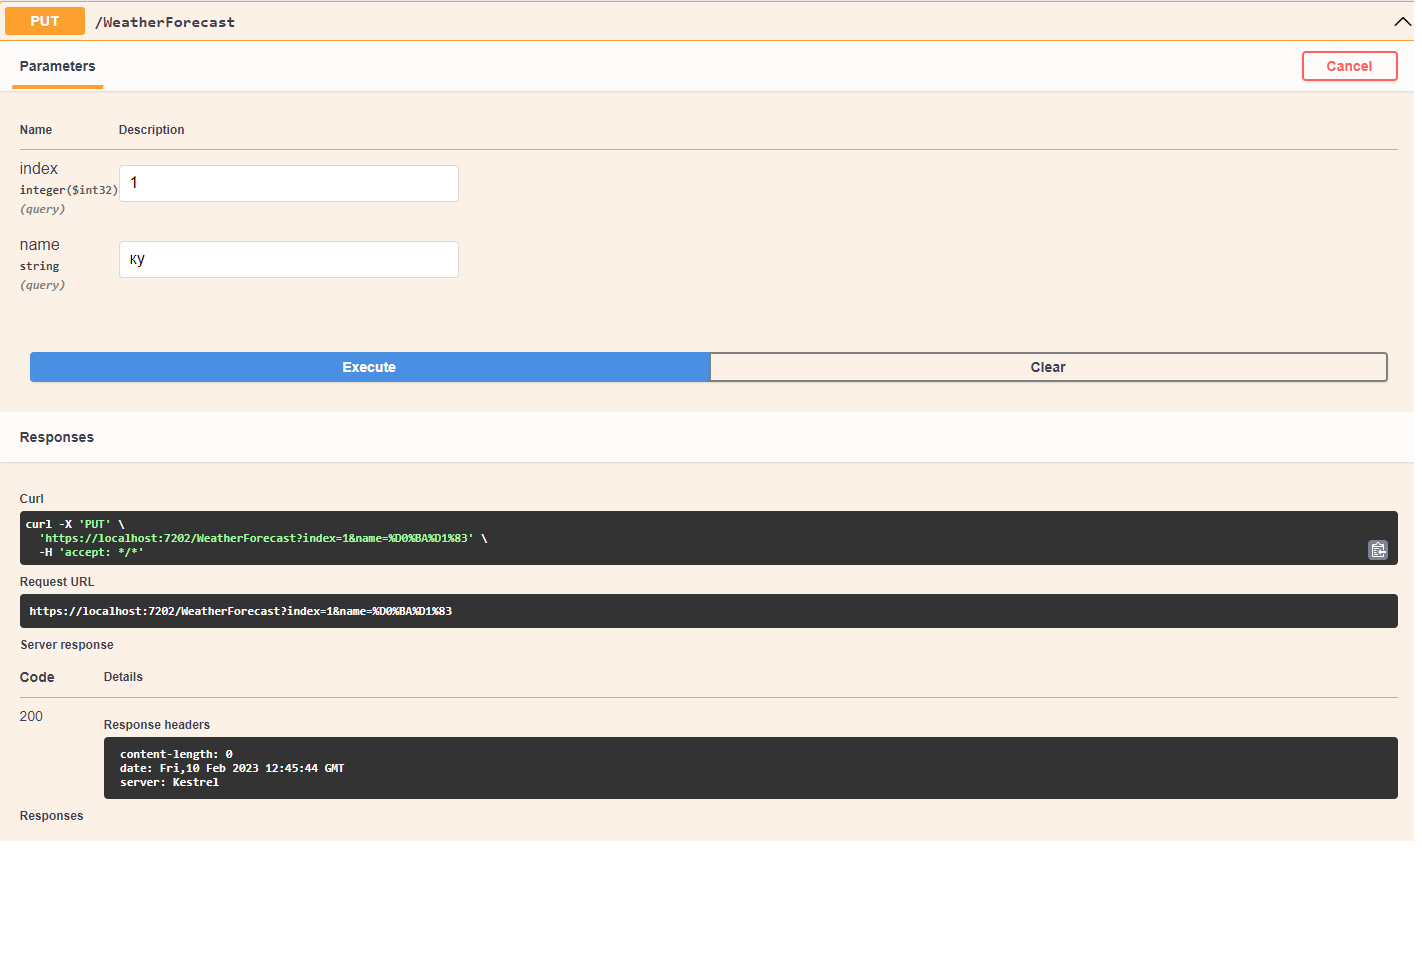 PUT /WeatherForecast
Parameters
Cancel
Name Description
index
integer($int32)
(query)
1
name
string
(query)
ку
Execute Clear
Responses
Curl
curl -X 'PUT' \
'https://localhost:7202/WeatherForecast?index=1&name=%D0%BA%D1%83' \
-H 'accept: */*'
Request URL
https://localhost:7202/WeatherForecast?index=1&name=%D0%BA%D1%83
Server response
Code Details
200
Response headers
content-length: 0
date: Fri,10 Feb 2023 12:45:44 GMT
server: Kestrel
Responses